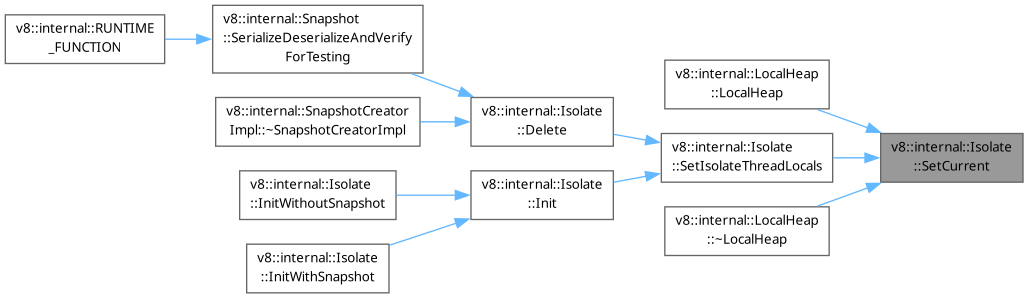 v8::internal::RUNTIME
_FUNCTION
v8::internal::Snapshot
::SerializeDeserializeAndVerify
ForTesting
v8::internal::SnapshotCreator
Impl::~SnapshotCreatorImpl
v8::internal::Isolate
::InitWithoutSnapshot
v8::internal::Isolate
::InitWithSnapshot
v8::internal::Isolate
::Delete
v8::internal::Isolate
::Init
v8::internal::LocalHeap
::LocalHeap
v8::internal::Isolate
::SetIsolateThreadLocals
v8::internal::LocalHeap
::~LocalHeap
v8::internal::Isolate
::SetCurrent